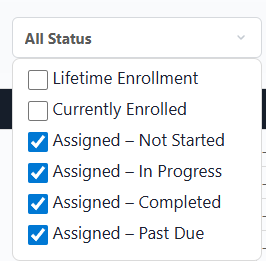 All Status
Lifetime Enrollment
Currently Enrolled
Assigned – Not Started
Assigned – In Progress
Assigned – Completed
Assigned – Past Due